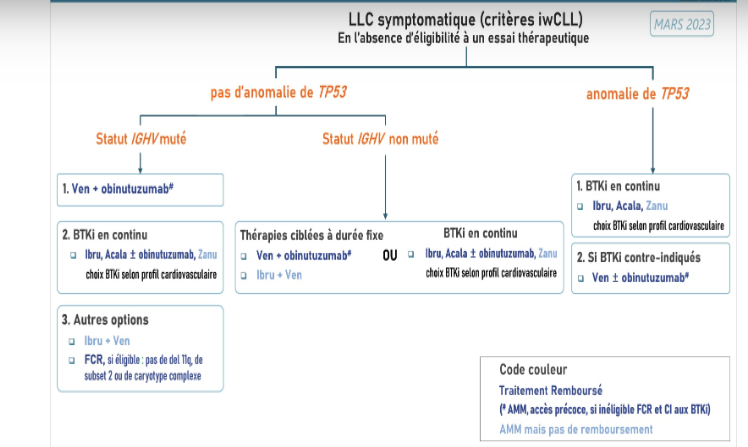 LLC symptomatique (critères iwCLL)
En l'absence d'éligibilité à un essai thérapeutique
MARS 2023
pas d'anomalie de TP53
anomalie de TP53
Statut IGHV muté
Statut IGHV non muté
1. Ven + obinutuzumab#
2. BTKi en continu
Ibru, Acala ± obinutuzumab, Zanu
choix BTKi selon profil cardiovasculaire
3. Autres options
Ibru + Ven
FCR, si éligible : pas de del 11q, de
subset 2 ou de caryotype complexe
Thérapies ciblées à durée fixe
Ven + obinutuzumab#
Ibru + Ven
OU
BTKi en continu
Ibru, Acala ± obinutuzumab, Zanu
choix BTKi selon profil cardiovasculaire
1. BTKi en continu
Ibru, Acala, Zanu
choix BTKi selon profil cardiovasculaire
2. Si BTKi contre-indiqués
Ven ± obinutuzumab#
Code couleur
Traitement Remboursé
(# AMM, accès précoce, si inéligible FCR et CI aux BTKi)
AMM mais pas de remboursement